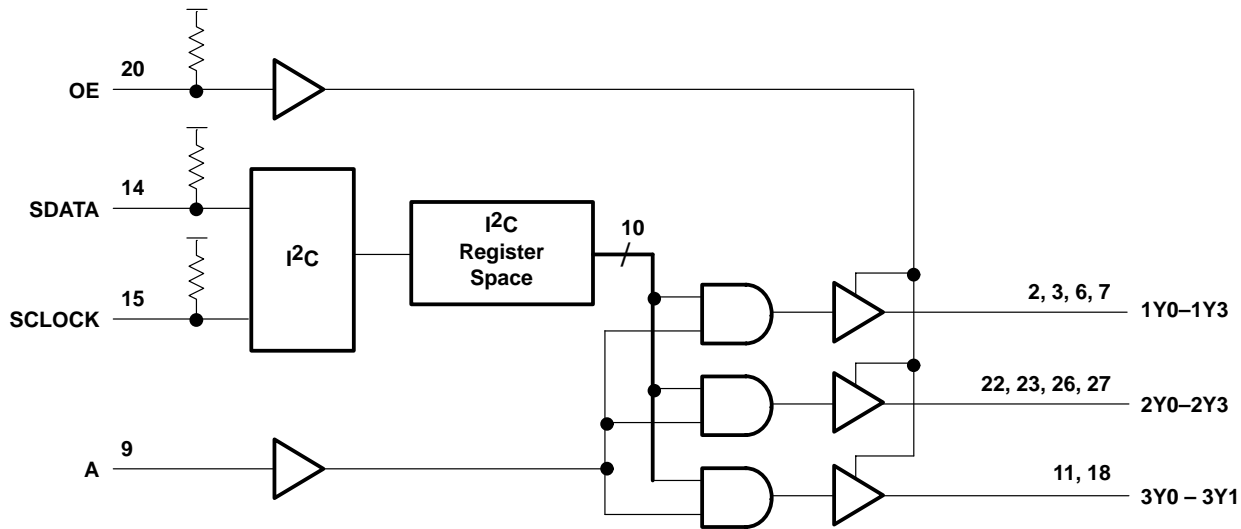 20
OE
14
SDATA
I²C
I²C
Register
Space
10
15
SCLOCK
2, 3, 6, 7
1Y0–1Y3
22, 23, 26, 27
2Y0–2Y3
9
A
11, 18
3Y0 – 3Y1